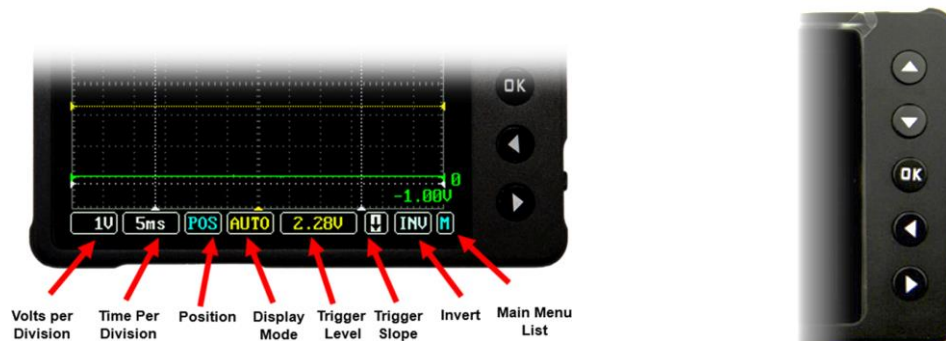 OK
0
-1.00V
1V 5ms POS AUTO 2.28V INV M
Volts per Division
Time Per Division
Position
Display Mode
Trigger Level
Trigger Slope
Invert
Main Menu List
OK